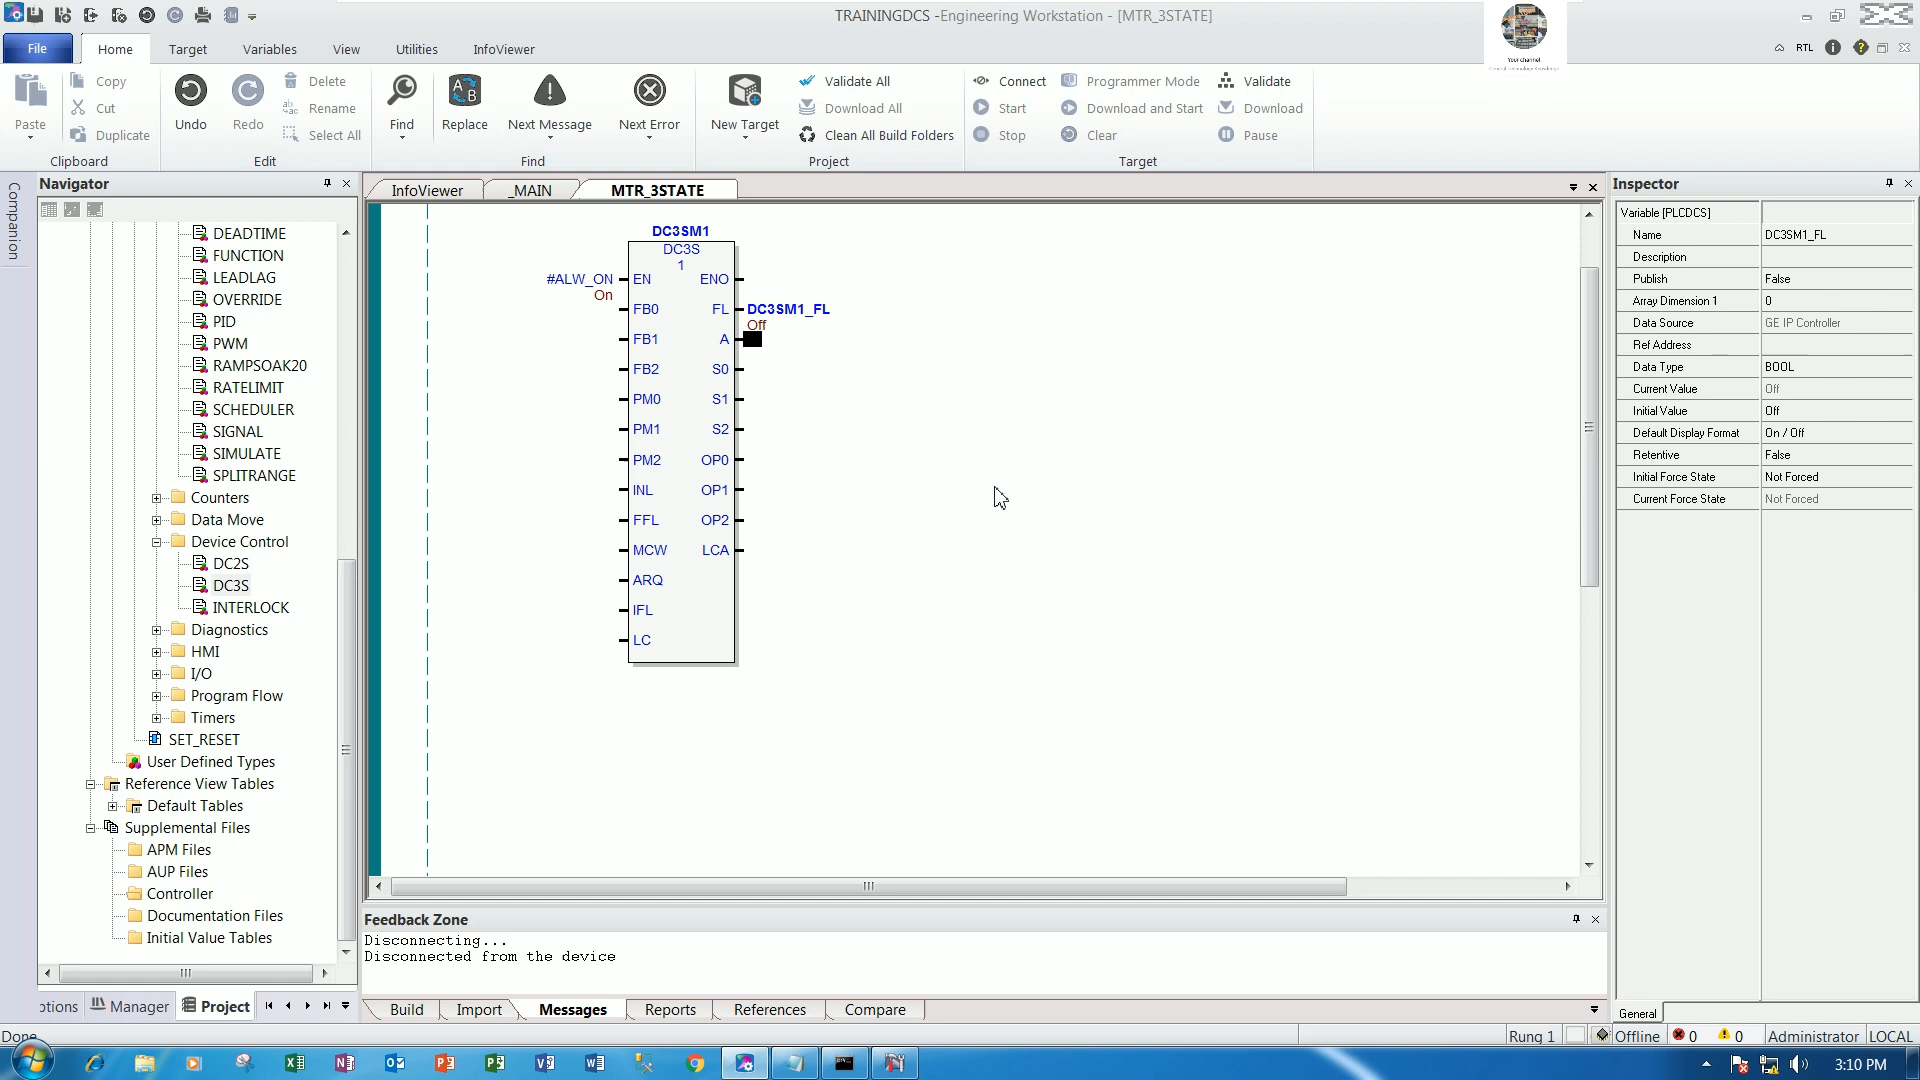 TRAININGDCS -Engineering Workstation - [MTR_3STATE]
Your channel
File
Home
Target
Variables
View
Utilities
InfoViewer
RTL
Paste
Copy
Cut
Duplicate
Clipboard
Undo
Redo
Delete
Rename
Select All
Edit
Find
Replace
Next Message
Next Error
Find
New Target
Validate All
Download All
Clean All Build Folders
Project
Connect
Start
Stop
Programmer Mode
Download and Start
Clear
Validate
Download
Pause
Target
Companion
Navigator
DEADTIME
FUNCTION
LEADLAG
OVERRIDE
PID
PWM
RAMPSOAK20
RATELIMIT
SCHEDULER
SIGNAL
SIMULATE
SPLITRANGE
Counters
Data Move
Device Control
DC2S
DC3S
INTERLOCK
Diagnostics
HMI
I/O
Program Flow
Timers
SET_RESET
User Defined Types
Reference View Tables
Default Tables
Supplemental Files
APM Files
AUP Files
Controller
Documentation Files
Initial Value Tables
otions
Manager
Project
InfoViewer
_MAIN
MTR_3STATE
DC3SM1
DC3S
1
#ALW_ON EN ENO
On
FB0 FL DC3SM1_FL
Off
FB1 A
FB2 S0
PM0 S1
PM1 S2
PM2 OP0
INL OP1
FFL OP2
MCW LCA
ARQ
IFL
LC
Feedback Zone
Disconnecting...
Disconnected from the device
Build
Import
Messages
Reports
References
Compare
Inspector
Variable [PLCDCS]
Name DC3SM1_FL
Description
Publish False
Array Dimension 1 0
Data Source GE IP Controller
Ref Address
Data Type BOOL
Current Value Off
Initial Value Off
Default Display Format On / Off
Retentive False
Initial Force State Not Forced
Current Force State Not Forced
General
Done
Rung 1
Offline
0
0
Administrator
LOCAL
3:10 PM